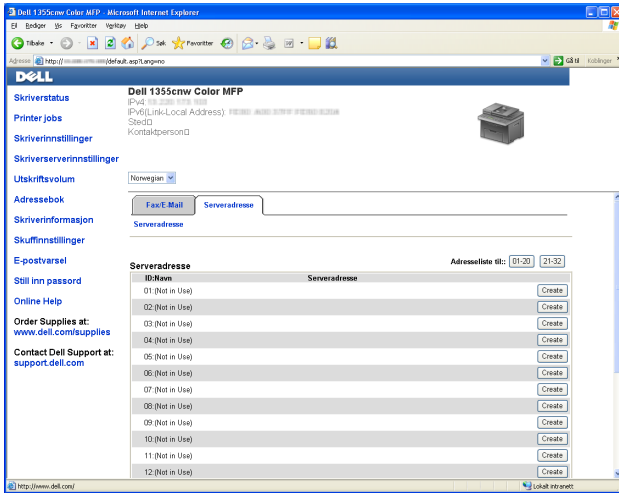 Dell 1355cnw Color MFP - Microsoft Internet Explorer
Fil Rediger Vis Favoritter Verktøy Hjelp
Tilbake Søk Favoritter
Adresse http:// /default.asp?Lang=no Gå til Koblinger
DELL
Dell 1355cnw Color MFP
IPv4:
IPv6(Link-Local Address):
Sted
Kontaktperson
Skriverstatus
Printer jobs
Skriverinnstillinger
Skriverserverinnstillinger
Utskriftsvolum
Adressebok
Skriverinformasjon
Skuffinnstillinger
E-postvarsel
Still inn passord
Online Help
Order Supplies at:
www.dell.com/supplies
Contact Dell Support at:
support.dell.com
Norwegian
Fax/E-Mail Serveradresse
Serveradresse
Serveradresse Adresseliste til:: 01-20 21-32
ID:Navn Serveradresse
01:(Not in Use) Create
02:(Not in Use) Create
03:(Not in Use) Create
04:(Not in Use) Create
05:(Not in Use) Create
06:(Not in Use) Create
07:(Not in Use) Create
08:(Not in Use) Create
09:(Not in Use) Create
10:(Not in Use) Create
11:(Not in Use) Create
12:(Not in Use) Create
http://www.dell.com/ Lokalt intranett